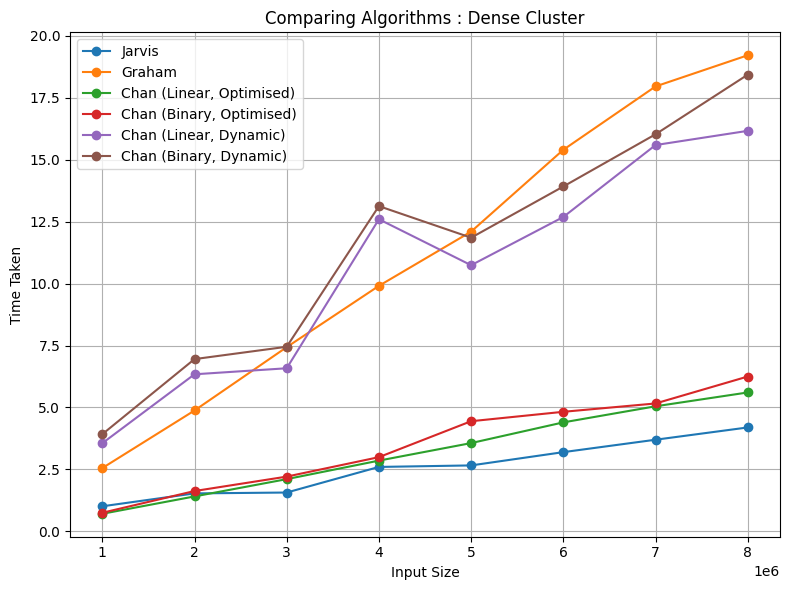 Comparing Algorithms : Dense Cluster
Jarvis
Graham
Chan (Linear, Optimised)
Chan (Binary, Optimised)
Chan (Linear, Dynamic)
Chan (Binary, Dynamic)
Time Taken
20.0
17.5
15.0
12.5
10.0
7.5
5.0
2.5
0.0
1 2 3 4 5 6 7 8
1e6
Input Size